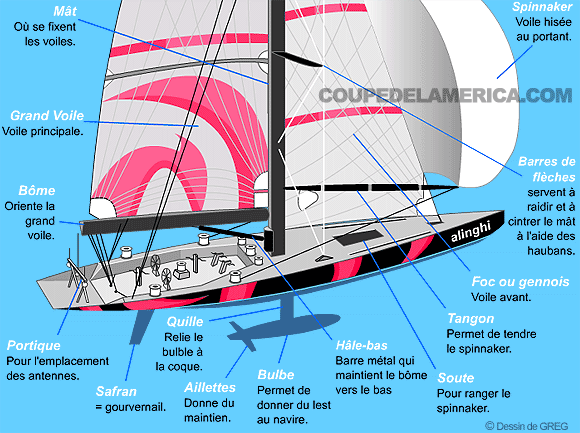 Mât
Où se fixent
les voiles.
Spinnaker
Voile hisée
au portant.
COUPEDELAMERICA.COM
Grand Voile
Voile principale.
Barres de
flèches
servent à
raidir et à
cintrer le mât
à l'aide des
haubans.
Bôme
Oriente la
grand
voile.
alinghi
Foc ou gennois
Voile avant.
Tangon
Permet de tendre
le spinnaker.
Portique
Pour l'emplacement
des antennes.
Quille
Relie le
bulble à
la coque.
Hâle-bas
Barre métal qui
maintient le bôme
vers le bas
Soute
Pour ranger le
spinnaker.
Safran
= gourvernail.
Aillettes
Donne du
maintien.
Bulbe
Permet de
donner du lest
au navire.
© Dessin de GREG